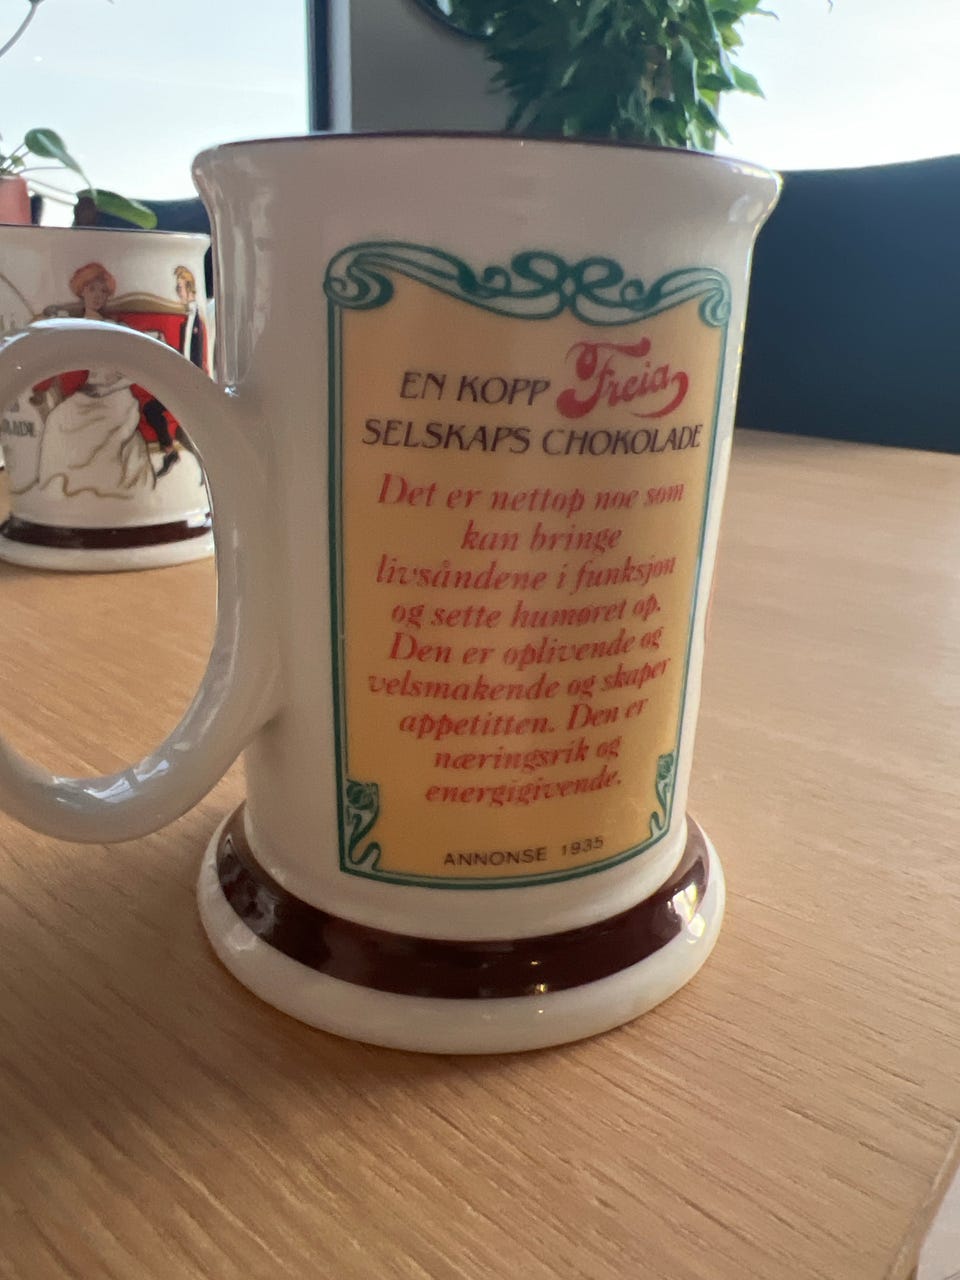 EN KOPP Freia
SELSKAPS CHOKOLADE
Det er nettop noe som
kan bringe
livsåndene i funksjon
og sette humøret op.
Den er oplivende og
velsmakende og skaper
appetitten. Den er
næringsrik og
energigivende.
ANNONSE 1935